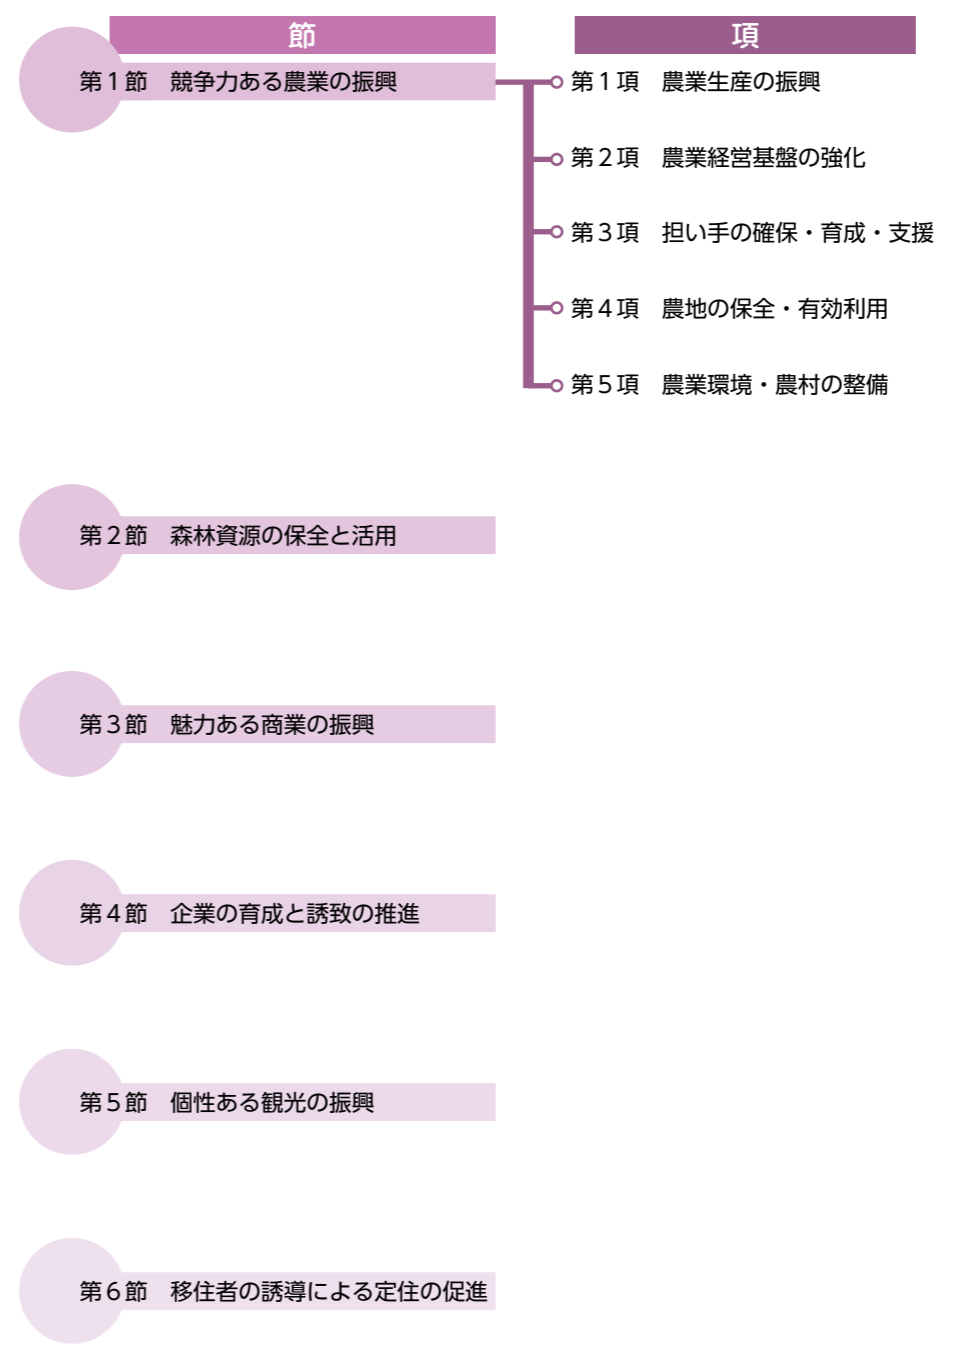 節
項
第１節　競争力ある農業の振興
第１項　農業生産の振興
第２項　農業経営基盤の強化
第３項　担い手の確保・育成・支援
第４項　農地の保全・有効利用
第５項　農業環境・農村の整備
第２節　森林資源の保全と活用
第３節　魅力ある商業の振興
第４節　企業の育成と誘致の推進
第５節　個性ある観光の振興
第６節　移住者の誘導による定住の促進